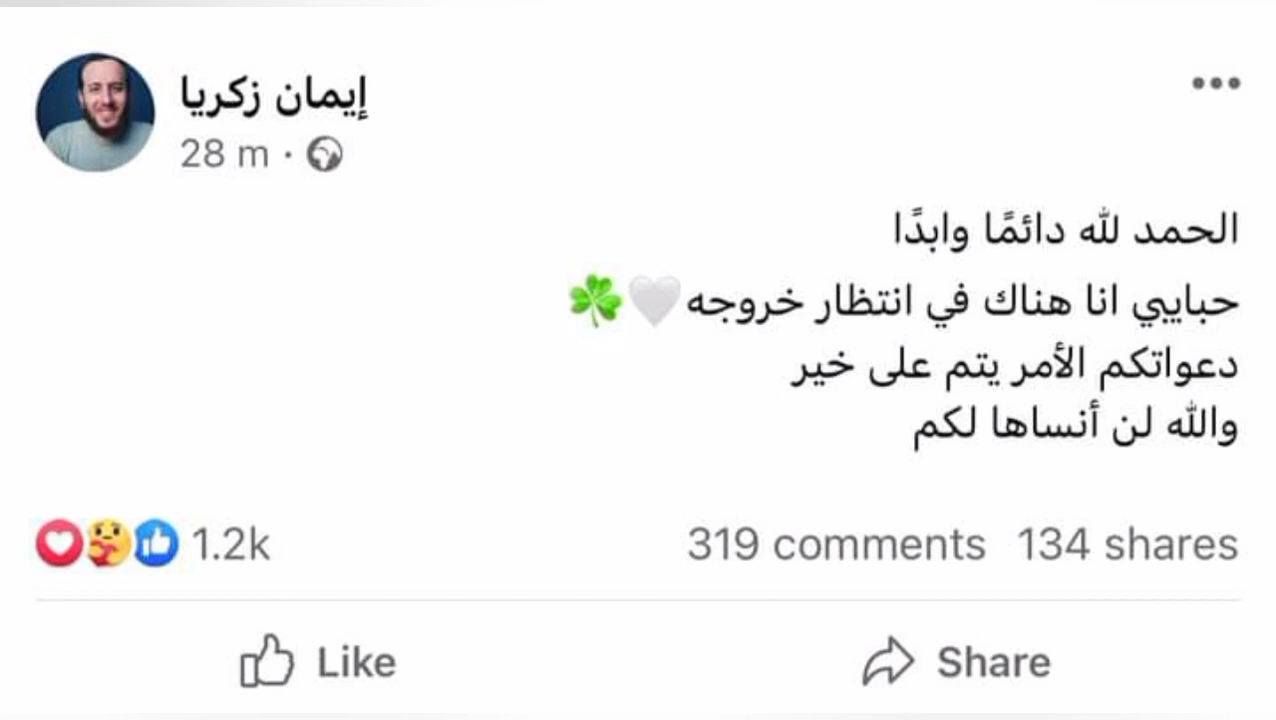 إيمان زكريا
28 m ·
الحمد لله دائمًا وابدًا
حبايبي انا هناك في انتظار خروجه🤍☘️
دعواتكم الأمر يتم على خير
والله لن أنساها لكم
1.2k 319 comments 134 shares
Like Share